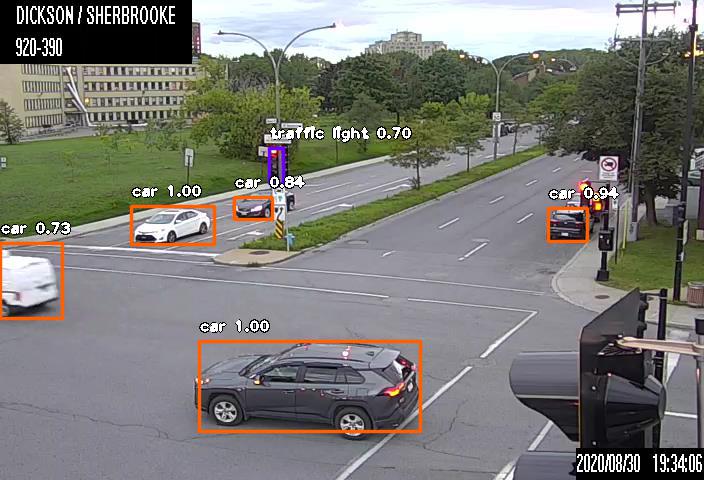 DICKSON / SHERBROOKE
920-390
traffic light 0.70
car 1.00
car 0.84
car 0.94
car 0.73
car 1.00
2020/08/30 19:34:06